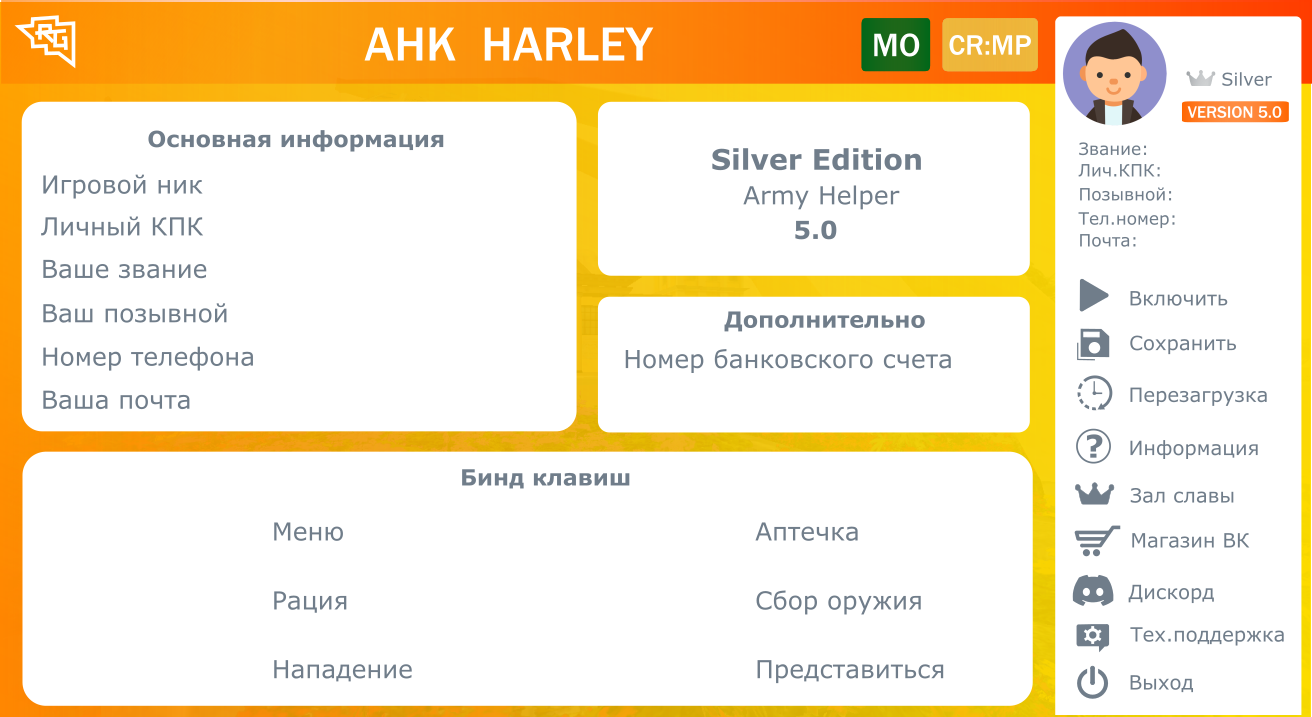 RG
AHK HARLEY
МО
CR:MP
Основная информация
Игровой ник
Личный КПК
Ваше звание
Ваш позывной
Номер телефона
Ваша почта
Silver Edition
Army Helper
5.0
Дополнительно
Номер банковского счета
Бинд клавиш
Меню
Аптечка
Рация
Сбор оружия
Нападение
Представиться
Silver
VERSION 5.0
Звание:
Лич.КПК:
Позывной:
Тел.номер:
Почта:
Включить
Сохранить
Перезагрузка
Информация
Зал славы
Магазин ВК
Дискорд
Тех.поддержка
Выход